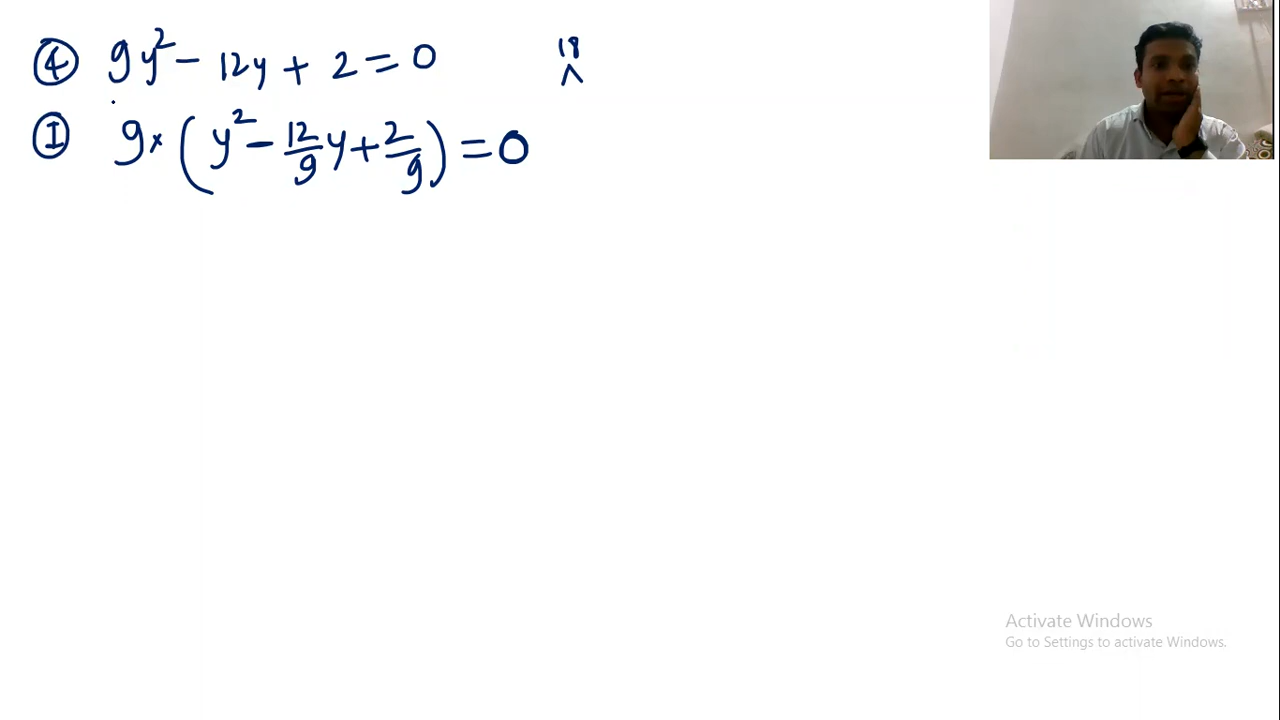 ④ 9y² - 12y + 2 = 0
18
∧
Ⓘ 9× (y² - 12/9 y + 2/9) = 0
Activate Windows
Go to Settings to activate Windows.